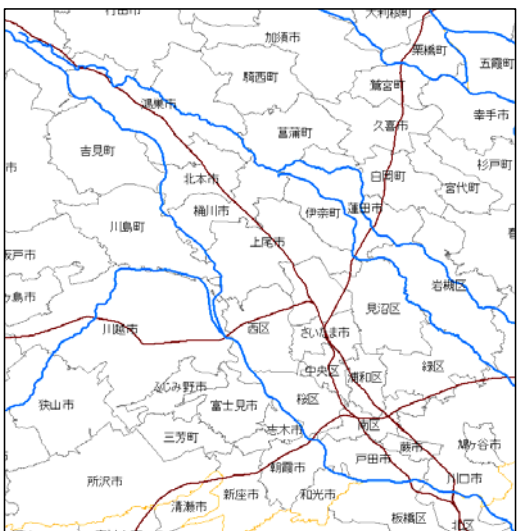 行田市
大利根町
加須市
栗橋町
五霞町
騎西町
鷲宮町
鴻巣市
幸手市
菖蒲町
久喜市
吉見町
杉戸町
市
白岡町
北本市
宮代町
桶川市
伊奈町
蓮田市
川島町
上尾市
坂戸市
岩槻区
ヶ島市
見沼区
川越市
西区
さいたま市
緑区
中央区
浦和区
ふじみ野市
桜区
狭山市
富士見市
南区
三芳町
志木市
蕨市
鳩ヶ谷市
戸田市
朝霞市
所沢市
川口市
新座市
和光市
清瀬市
板橋区
北区